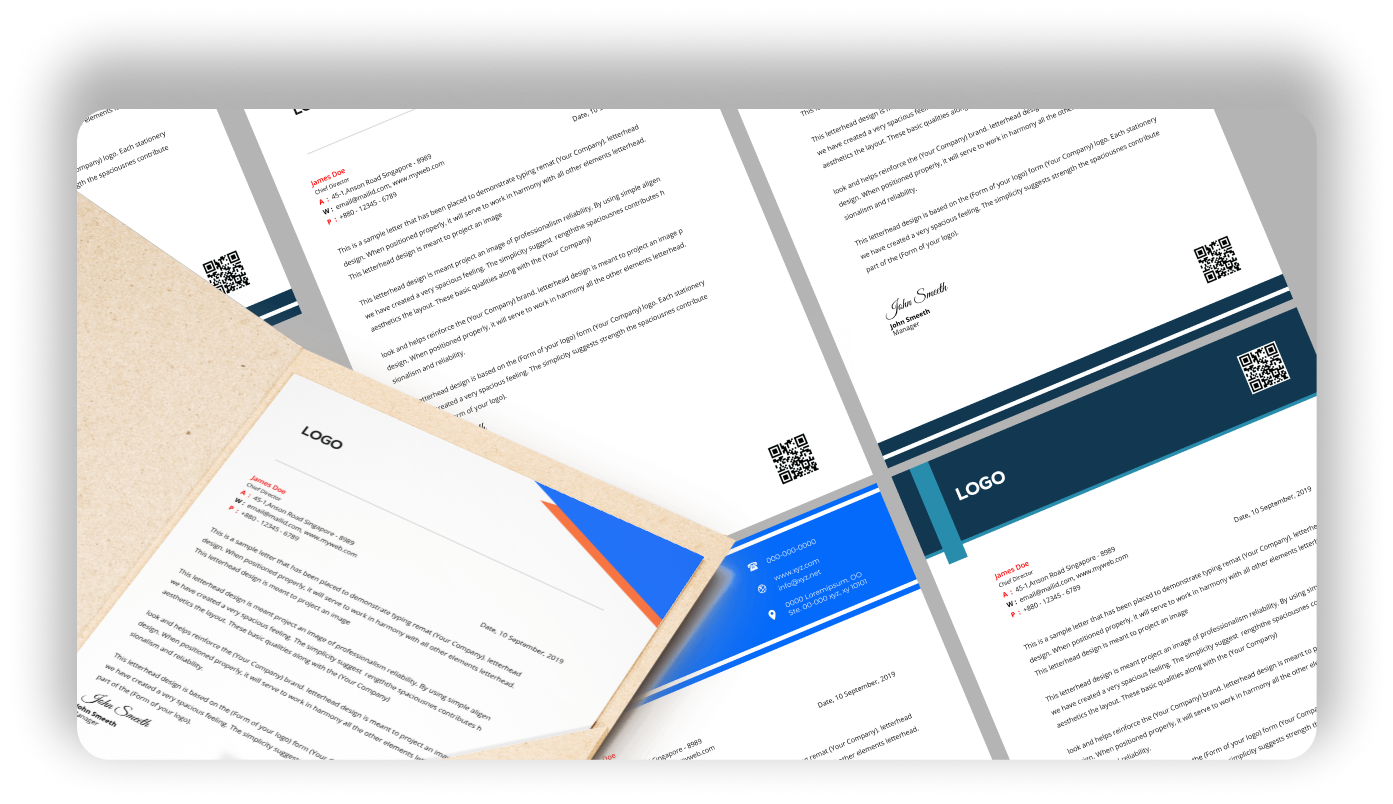 elements
(Company) logo. Each stationery
the spaciousnes contribute
Date, 10
James Doe
Chief Director
A : 45-1,Anson Road Singapore - 8989
W : email@mailid.com, www.myweb.com
P : +880 - 12345 - 6789
This is a sample letter that has been placed to demonstrate typing remat (Your Company). letterhead
design. When positioned properly, it will serve to work in harmony with all other elements letterhead.
This letterhead design is meant to project an image
This letterhead design is meant project an image of professionalism reliability. By using simple aligen
we have created a very spacious feeling. The simplicity suggest rengththe spaciousnes contributes h
aesthetics the layout. These basic qualities along with the (Your Company)
look and helps reinforce the (Your Company) brand. letterhead design is meant to project an image p
design. When positioned properly, it will serve to work in harmony all the other elements letterhead.
sionalism and reliability.
letterhead design is based on the (Form of your logo) form (Your Company) logo. Each stationery
created a very spacious feeling. The simplicity suggests strength the spaciousnes contribute
of your logo).
This letterhead design is meant
we have created a very spacious feeling.
aesthetics the layout. These basic qualities along
look and helps reinforce the (Your Company) brand. letterhead design
design. When positioned properly, it will serve to work in harmony all the
sionalism and reliability.
This letterhead design is based on the (Form of your logo) form (Your Company) logo. Each stationery
we have created a very spacious feeling. The simplicity suggests strength the spaciousnes contribute
part of the (Form of your logo).
John Smeeth
John Smeeth
Manager
LOGO
James Doe
Chief Director
A : 45-1,Anson Road Singapore - 8989
W : email@mailid.com, www.myweb.com
P : +880 - 12345 - 6789
Date, 10 September, 2019
This is a sample letter that has been placed to demonstrate typing remat (Your Company). letterhead
design. When positioned properly, it will serve to work in harmony with all other elements letterhead.
This letterhead design is meant to project an image
This letterhead design is meant project an image of professionalism reliability. By using simple aligen
we have created a very spacious feeling. The simplicity suggest rengththe spaciousnes contributes h
aesthetics the layout. These basic qualities along with the (Your Company)
look and helps reinforce the (Your Company) brand. letterhead design is meant to project an
design. When positioned properly, it will serve to work in harmony all the other elements
sionalism and reliability.
This letterhead design is based on the (Form of your logo) form (Your
we have created a very spacious feeling. The simplicity suggests
part of the (Form of your logo).
John Smeeth
John Smeeth
000-000-0000
www.xyz.com
info@xyz.net
0000 Loremipsum, OO
Ste. 00-000 xyz, xy 10101
Date, 10 September, 2019
remat (Your Company). letterhead
other elements letterhead.
Singapore - 8989
www.myweb.com
LOGO
Date, 10 September, 2019
James Doe
Chief Director
A : 45-1,Anson Road Singapore - 8989
W : email@mailid.com, www.myweb.com
P : +880 - 12345 - 6789
This is a sample letter that has been placed to demonstrate typing remat (Your Company). letterhe
design. When positioned properly, it will serve to work in harmony with all other elements
This letterhead design is meant to project an image
This letterhead design is meant project an image of professionalism reliability. By using
we have created a very spacious feeling. The simplicity suggest rengththe spaciousnes
aesthetics the layout. These basic qualities along with the (Your Company)
look and helps reinforce the (Your Company) brand. letterhead design is meant to
design. When positioned properly, it will serve to work in harmony all the other
and reliability.
design is based on the (Form of your logo) form (Your
a very spacious feeling. The simplicity suggests